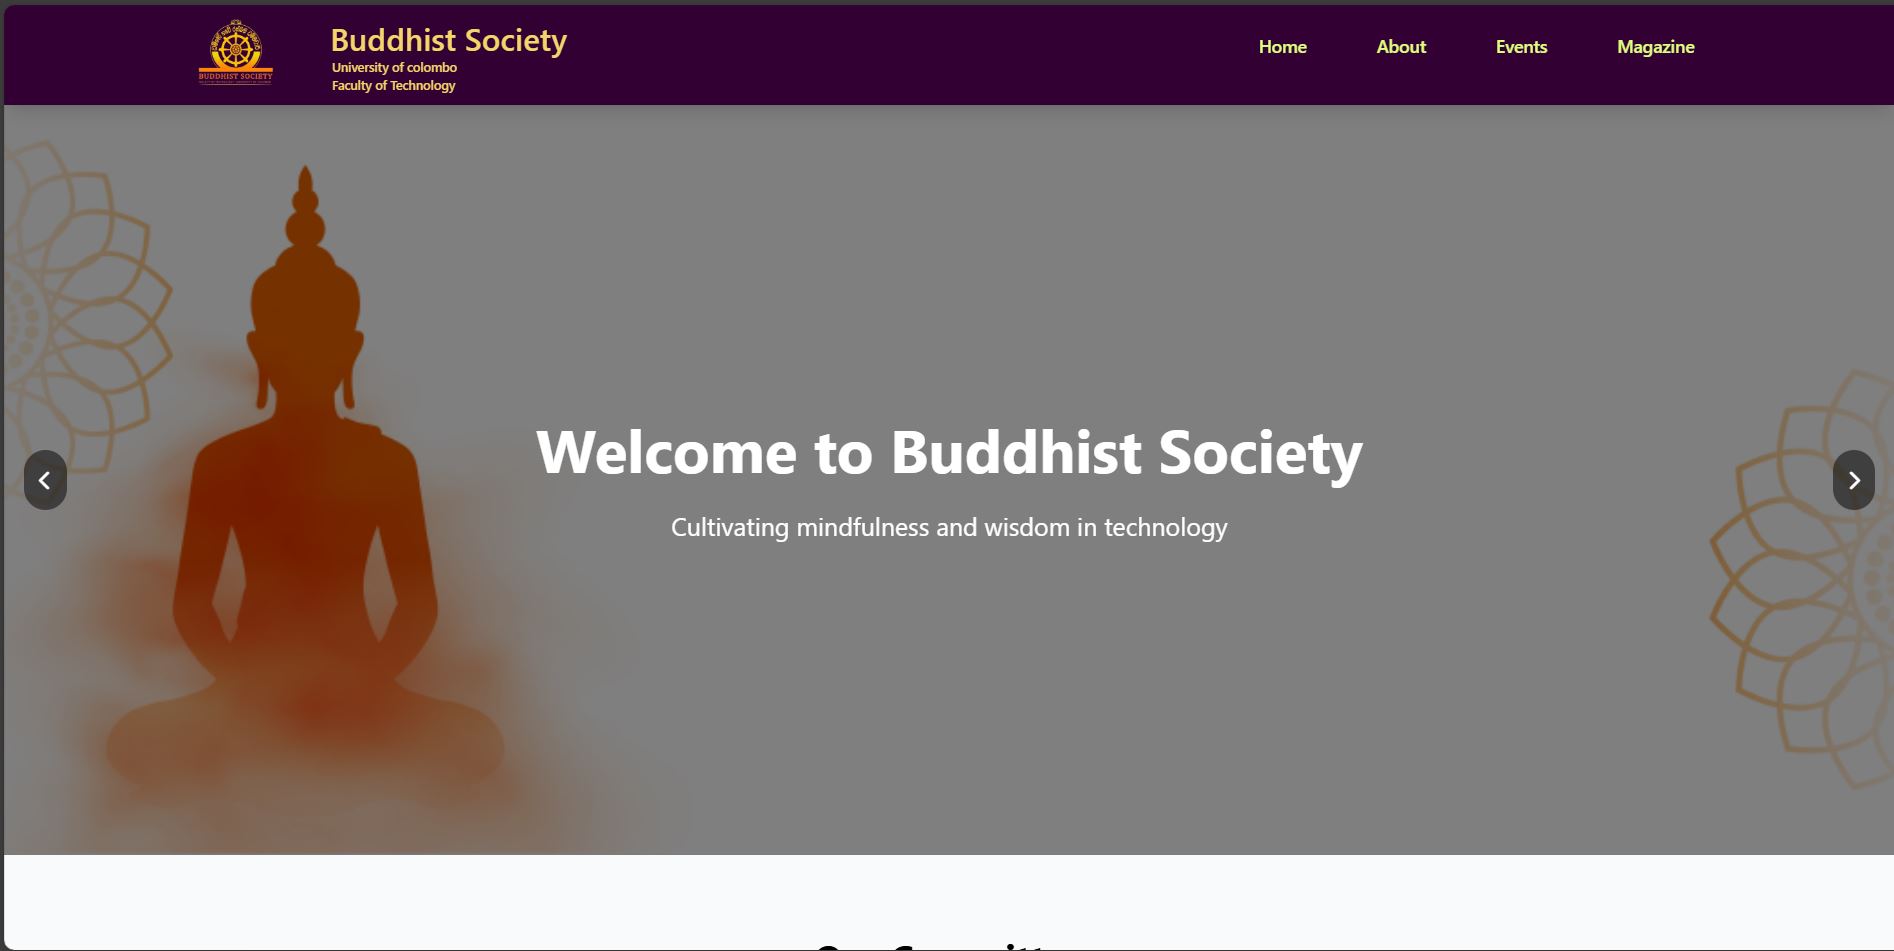 BUDDHIST SOCIETY
Buddhist Society
University of colombo
Faculty of Technology
Home
About
Events
Magazine
Welcome to Buddhist Society
Cultivating mindfulness and wisdom in technology